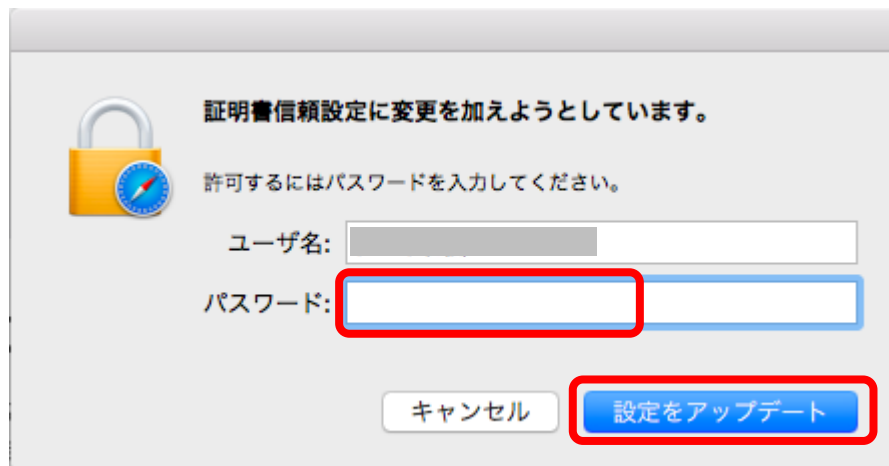 証明書信頼設定に変更を加えようとしています。
許可するにはパスワードを入力してください。
ユーザ名:
パスワード:
キャンセル 設定をアップデート